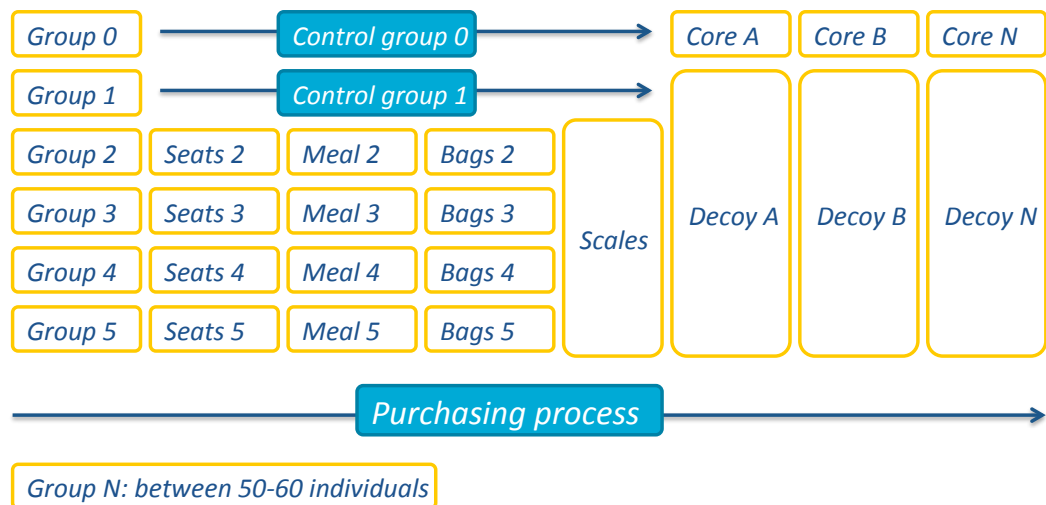 Group 0 Control group 0 Core A Core B Core N
Group 1 Control group 1
Group 2 Seats 2 Meal 2 Bags 2
Group 3 Seats 3 Meal 3 Bags 3
Scales Decoy A Decoy B Decoy N
Group 4 Seats 4 Meal 4 Bags 4
Group 5 Seats 5 Meal 5 Bags 5
Purchasing process
Group N: between 50-60 individuals